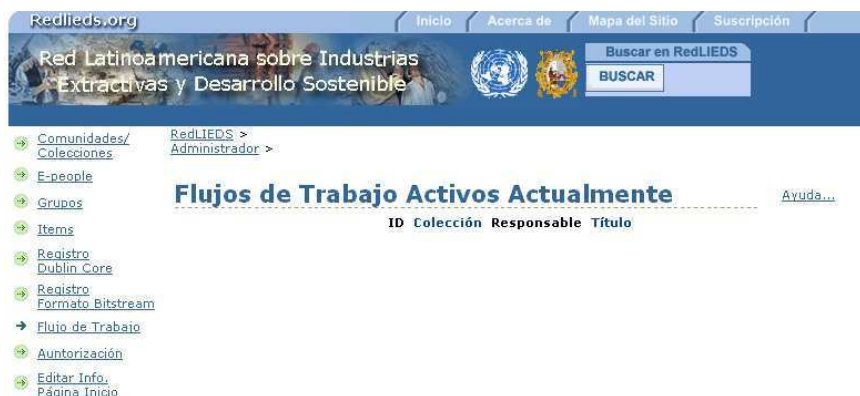 Redlieds.org
Inicio Acerca de Mapa del Sitio Suscripción
Red Latinoamericana sobre Industrias
Extractivas y Desarrollo Sostenible
Buscar en RedLIEDS
BUSCAR
RedLIEDS >
Administrador >
Comunidades/
Colecciones
E-people
Grupos
Items
Registro
Dublin Core
Registro
Formato Bitstream
Flujo de Trabajo
Auntorización
Editar Info.
Página Inicio
Flujos de Trabajo Activos Actualmente
Ayuda...
ID Colección Responsable Título